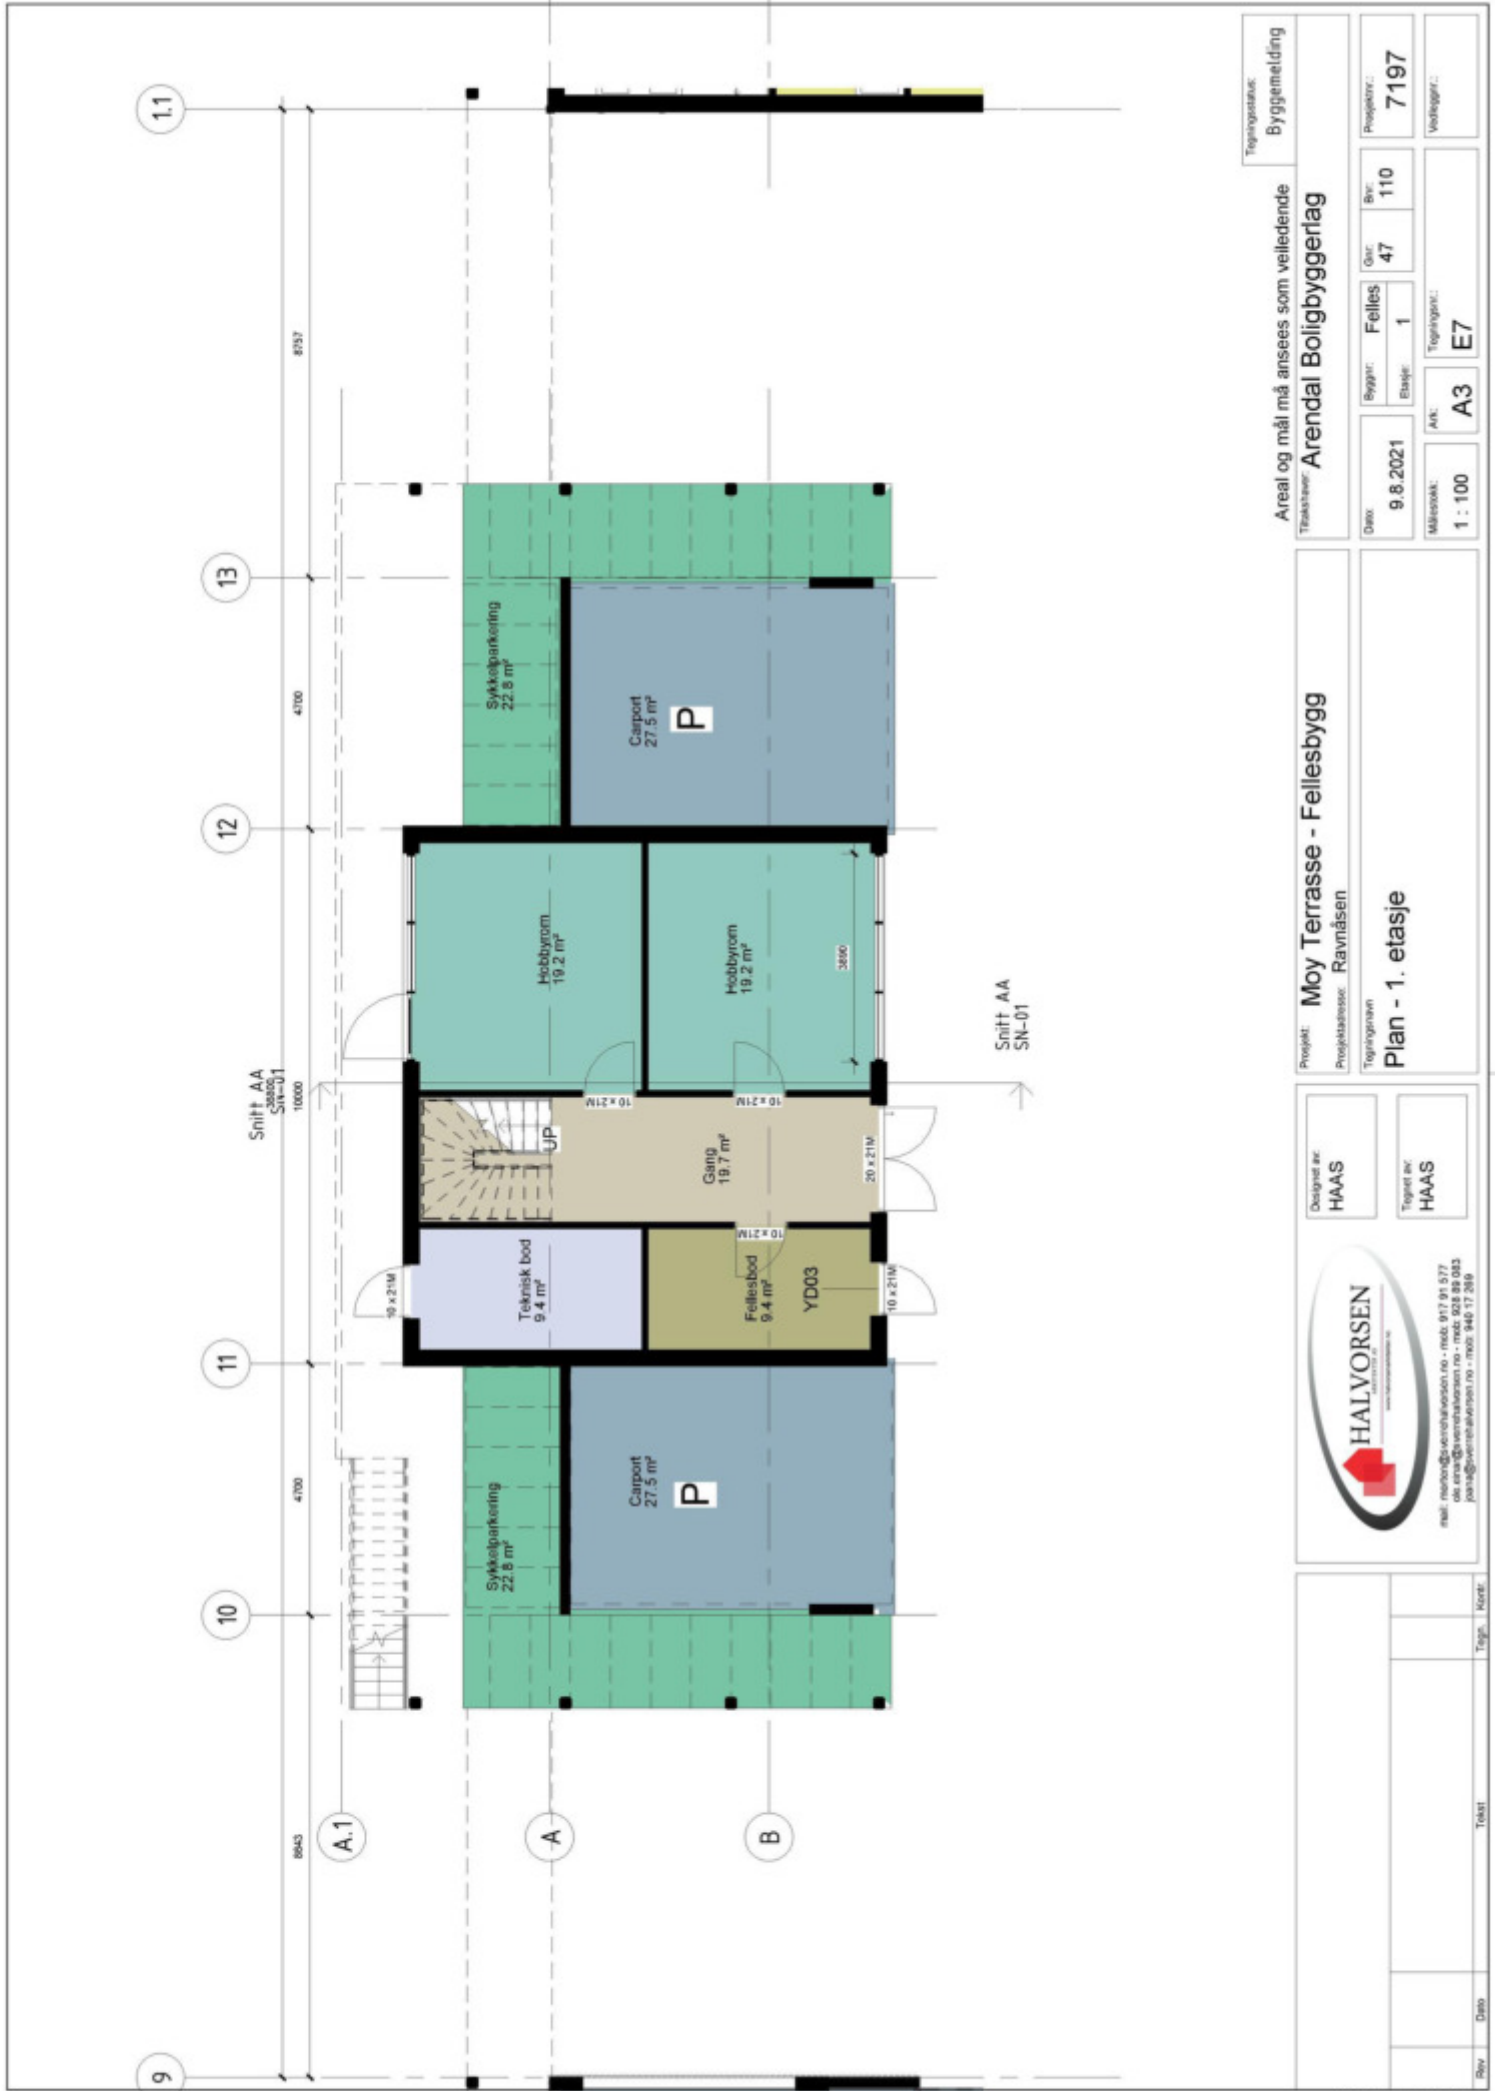 9
10
11
12
13
1.1
8843
4700
10000
4700
8757
A.1
A
B
Snitt AA
SN-01
Sykkelparkering
22.8 m²
Carport
27.5 m²
P
Teknisk bod
9.4 m²
10 x 21M
Fellesbod
9.4 m²
YD03
10 x 21M
10 x 21M
UP
Gang
19.7 m²
20 x 21M
10 x 21M
10 x 21M
Hobbyrom
19.2 m²
Hobbyrom
19.2 m²
3890
Sykkelparkering
22.8 m²
Carport
27.5 m²
P
Snitt AA
SN-01
Rev
Dato
Tekst
Tegn.
Kontr.
HALVORSEN
Designet av:
HAAS
Tegnet av:
HAAS
Prosjekt: Moy Terrasse - Fellesbygg
Prosjektadresse: Ravnåsen
Tegningsnavn
Plan - 1. etasje
Tegningsstatus:
Byggemelding
Areal og mål må ansees som veiledende
Tiltakshaver: Arendal Boligbyggerlag
Dato:
9.8.2021
Byggnr: Felles
Etasje: 1
Gnr:
47
Bnr:
110
Prosjektnr.:
7197
Målestokk:
1 : 100
Ark:
A3
Tegningsnr.:
E7
Vedleggnr.: